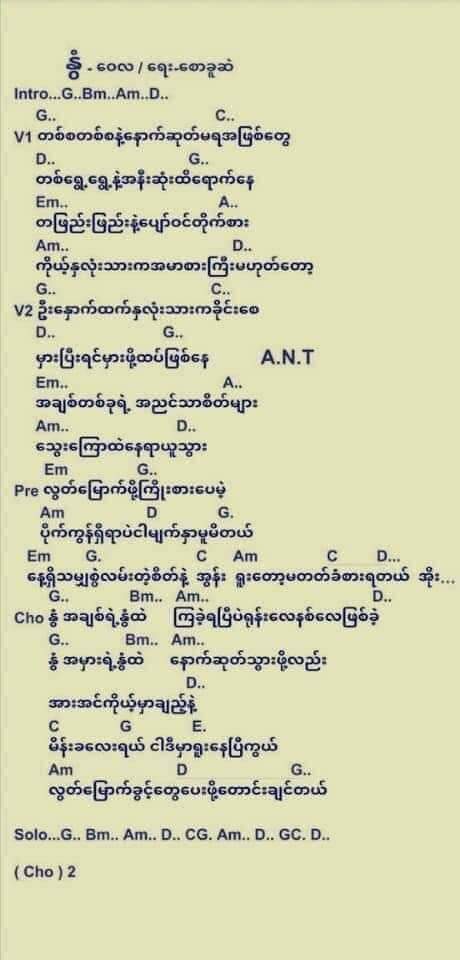 နွံ - ဝေလ / ရေး-စောခူဆဲ
Intro...G..Bm..Am..D..
G.. C..
V1 တစ်စတစ်စနဲ့နောက်ဆုတ်မရအဖြစ်တွေ
D.. G..
တစ်ရွေ့ရွေ့နဲ့အနီးဆုံးထိရောက်နေ
Em.. A..
တဖြည်းဖြည်းနဲ့ပျော်ဝင်တိုက်စား
Am.. D..
ကိုယ့်နှလုံးသားကအမာစားကြီးမဟုတ်တော့
G.. C..
V2 ဦးနှောက်ထက်နှလုံးသားကခိုင်းစေ
D.. G..
မှားပြီးရင်မှားဖို့ထပ်ဖြစ်နေ A.N.T
Em.. A..
အချစ်တစ်ခုရဲ့ အညင်သာစိတ်များ
Am.. D..
သွေးကြောထဲနေရာယူသွား
Em G..
Pre လွတ်မြောက်ဖို့ကြိုးစားပေမဲ့
Am D G.
ပိုက်ကွန်ရှိရာပဲငါမျက်နှာမူမိတယ်
Em G. C Am C D...
နေ့ရှိသမျှစွဲလမ်းတဲ့စိတ်နဲ့ အွန်း ရူးတော့မတတ်ခံစားရတယ် အိုး...
G.. Bm.. Am.. D..
Cho နွံ အချစ်ရဲ့နွံထဲ ကြခဲ့ရပြီပဲရုန်းလေနစ်လေဖြစ်ခဲ့
G.. Bm.. Am..
နွံ အမှားရဲ့နွံထဲ နောက်ဆုတ်သွားဖို့လည်း
D..
အားအင်ကိုယ့်မှာချည့်နဲ့
C G E.
မိန်းခလေးရယ် ငါဒီမှာရူးနေပြီကွယ်
Am D G..
လွတ်မြောက်ခွင့်တွေပေးဖို့တောင်းချင်တယ်
Solo...G.. Bm.. Am.. D.. CG. Am.. D.. GC. D..
( Cho ) 2